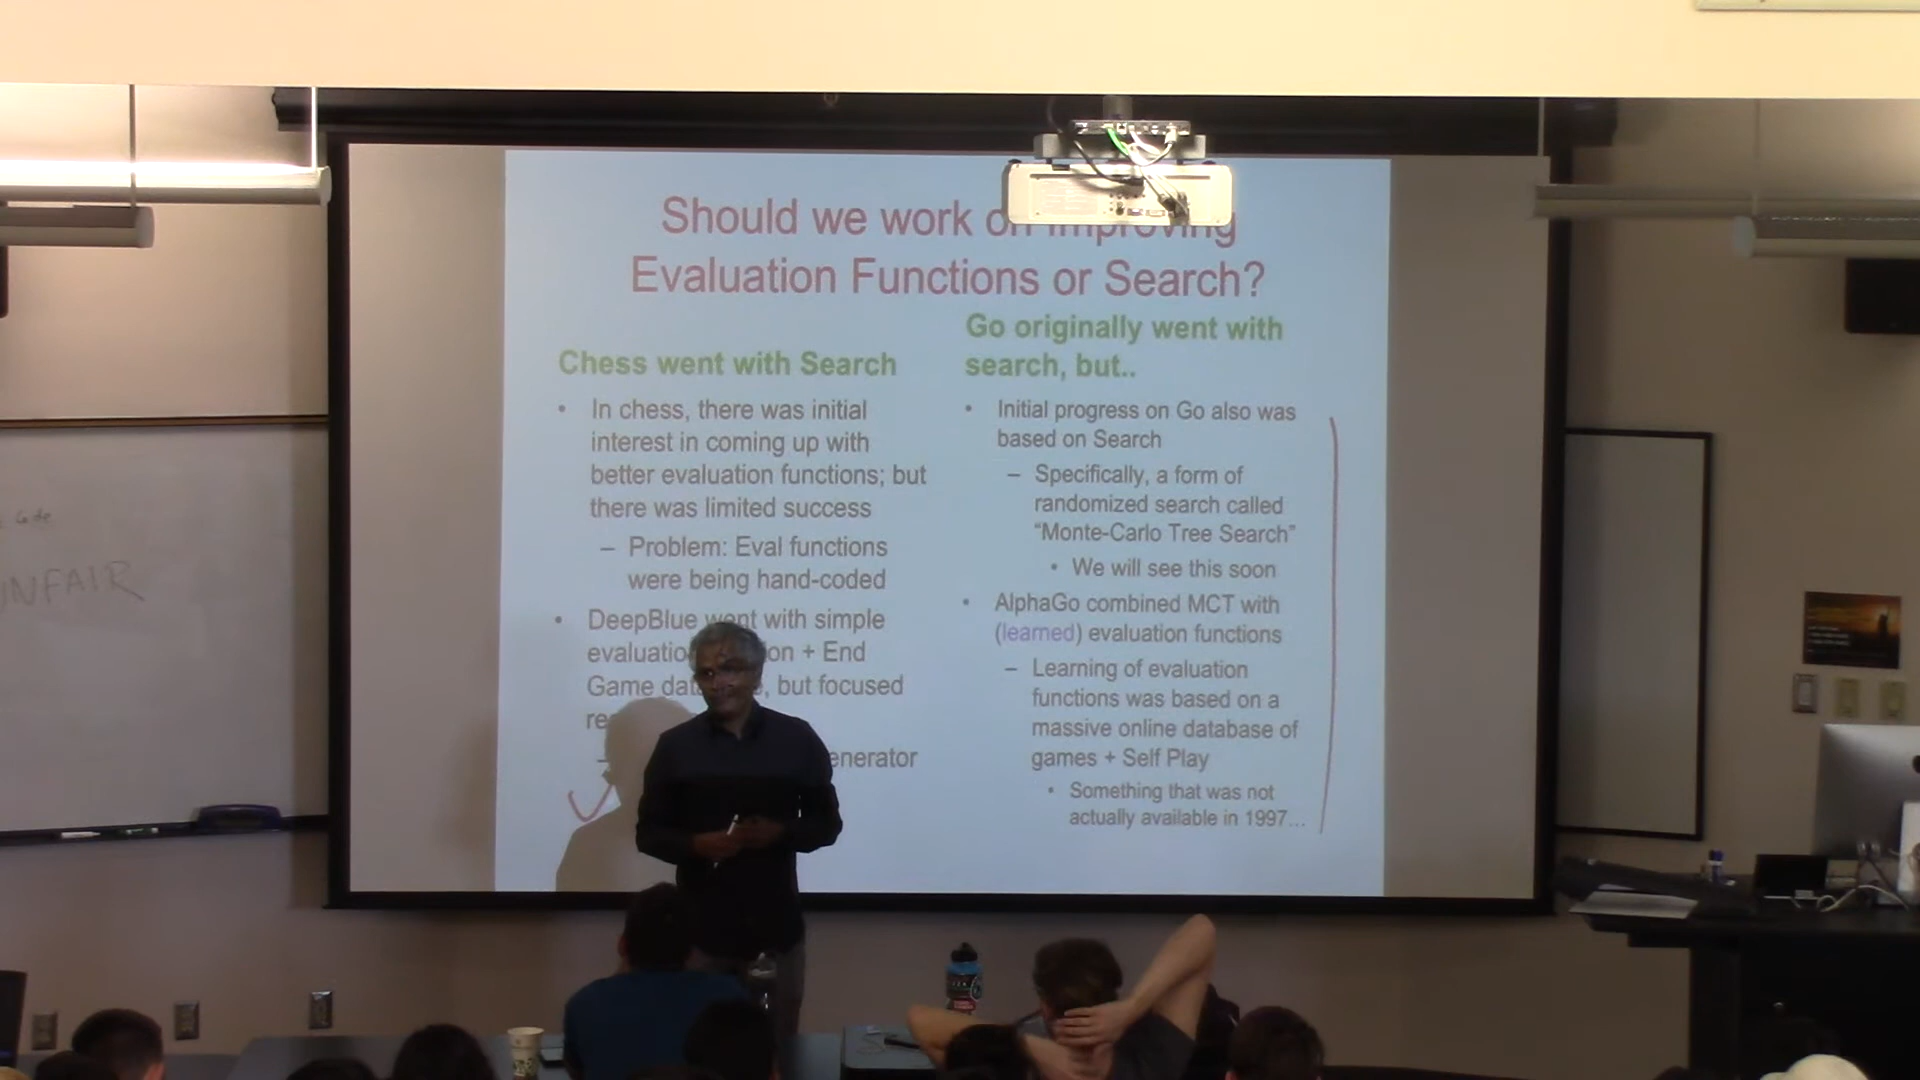 Should we work on improving
Evaluation Functions or Search?
Chess went with Search
• In chess, there was initial
interest in coming up with
better evaluation functions; but
there was limited success
– Problem: Eval functions
were being hand-coded
• DeepBlue went with simple
+ End
Game, but focused
Go originally went with
search, but..
• Initial progress on Go also was
based on Search
– Specifically, a form of
randomized search called
“Monte-Carlo Tree Search”
• We will see this soon
• AlphaGo combined MCT with
(learned) evaluation functions
– Learning of evaluation
functions was based on a
massive online database of
games + Self Play
• Something that was not
actually available in 1997...
Code
UNFAIR